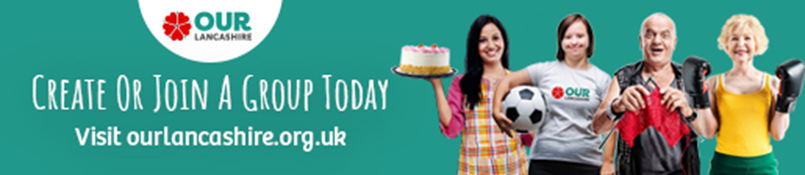 OUR
LANCASHIRE
Create Or Join A Group Today
Visit ourlancashire.org.uk
OUR
LANCASHIRE